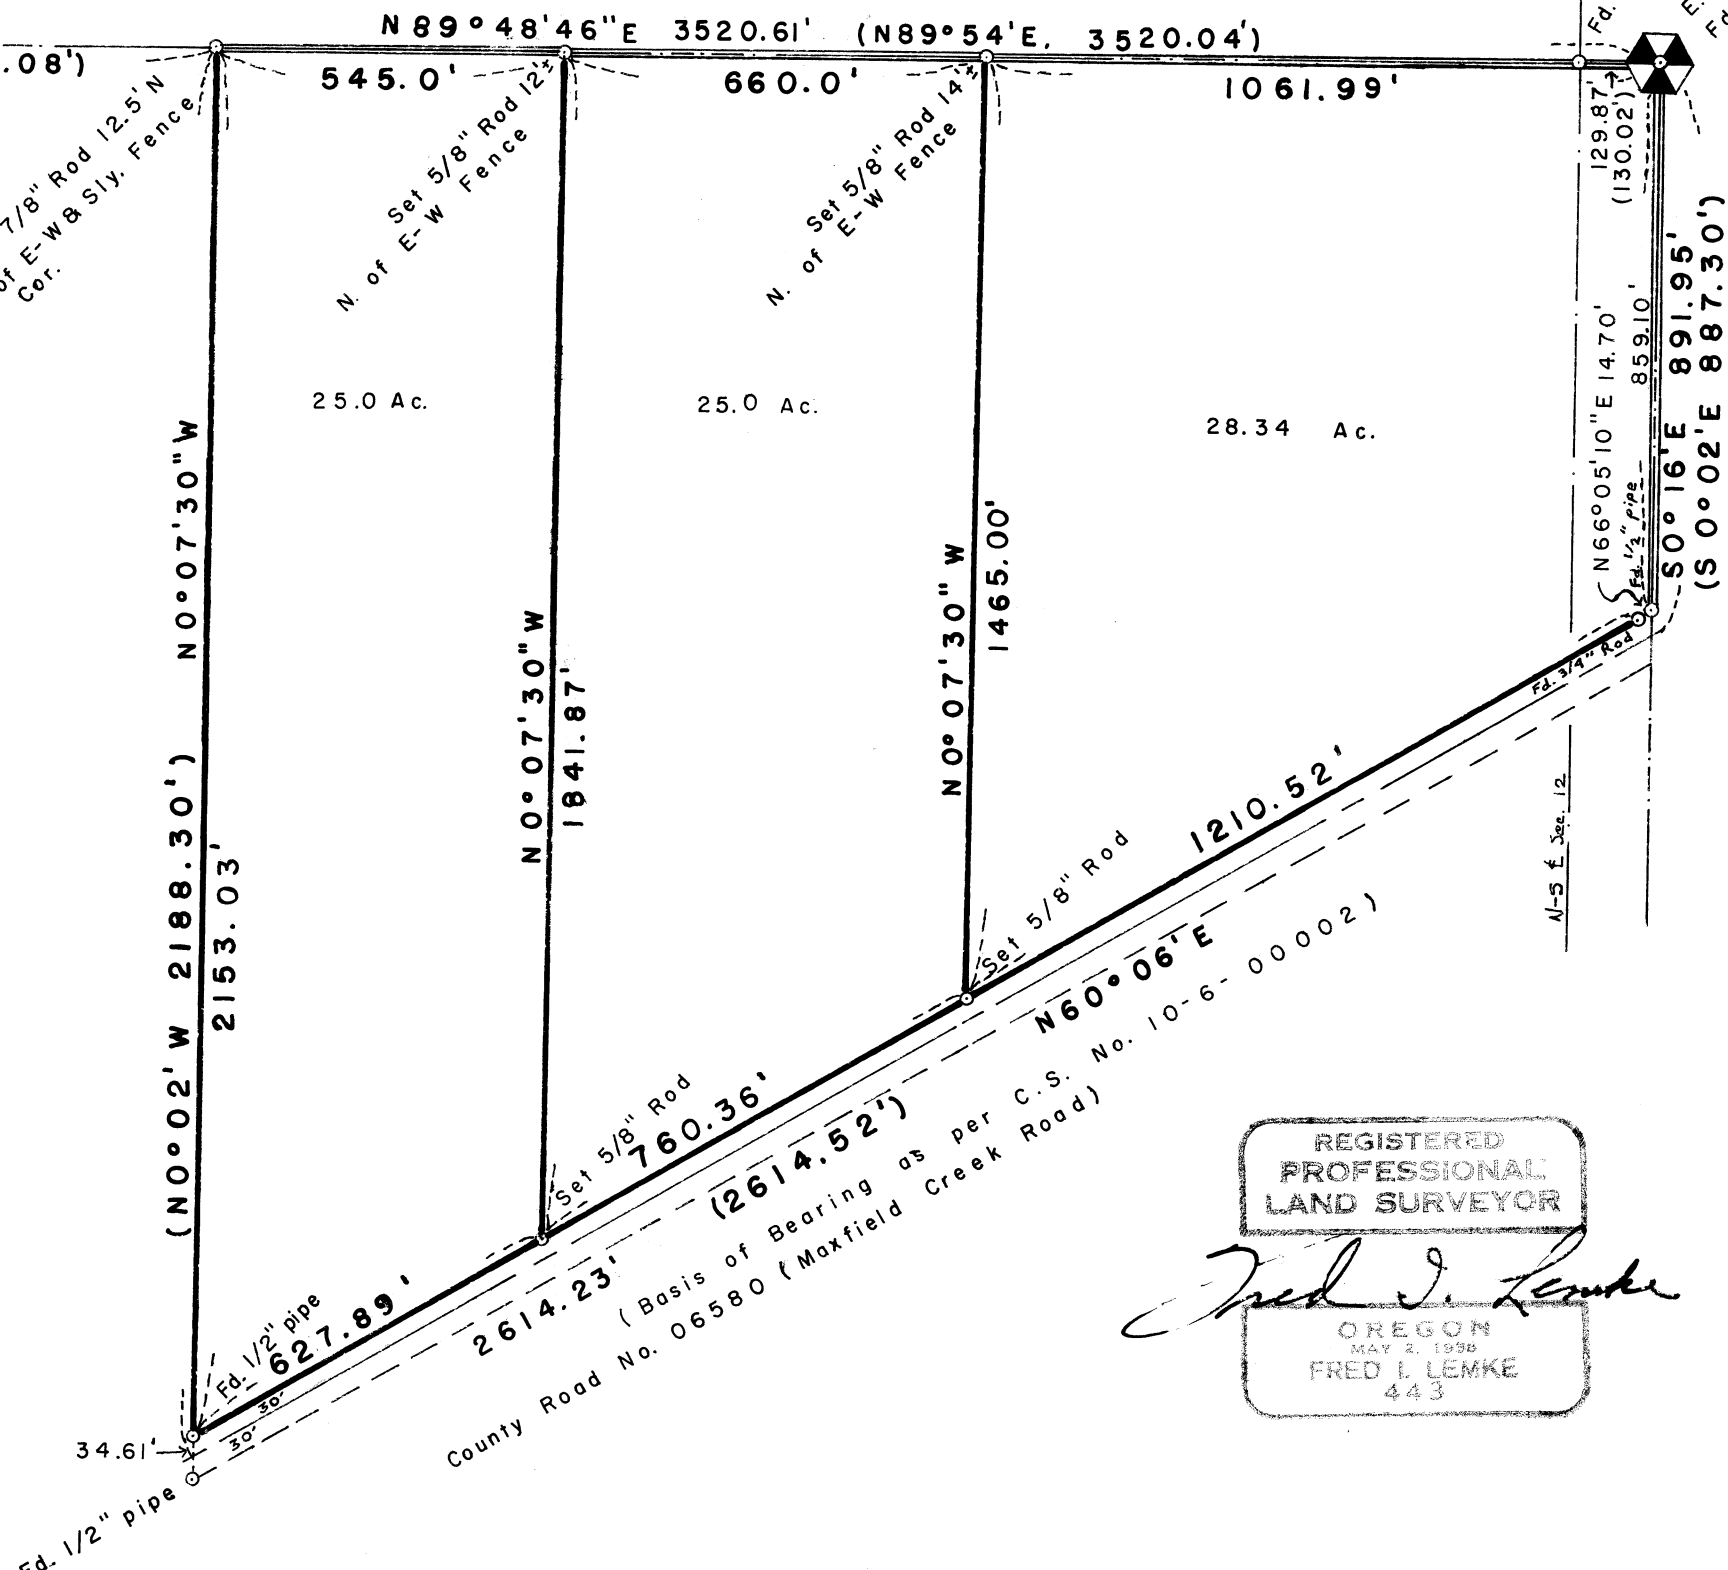 N 89°48'46"E 3520.61' (N89°54'E, 3520.04')
.08')
545.0'
660.0'
1061.99'
Fd.
E.
Fd.
7/8" Rod 12.5' N
of E-W & Sly. Fence
Cor.
Set 5/8" Rod 12'±
N. of E-W Fence
Set 5/8" Rod 14'±
N. of E-W Fence
129.87'
(130.02')
25.0 Ac.
25.0 Ac.
28.34 Ac.
N0°07'30"W
(N0°02' W 2188.30')
2153.03'
N0°07'30"W
1841.87'
N0°07'30"W
1465.00'
N66°05'10"E 14.70'
Fd. 1/2" pipe
859.10'
S0°16'E 891.95'
(S 0°02'E 887.30')
Fd. 3/4" Rod
N-S ℄ Sec. 12
1210.52'
Set 5/8" Rod
N60°06'E
760.36'
Set 5/8" Rod
(2614.52')
627.89'
Fd. 1/2" pipe
2614.23'
(Basis of Bearing as per C.S. No. 10-6-00002)
County Road No. 06580 (Maxfield Creek Road)
30'
30'
34.61'
Fd. 1/2" pipe
REGISTERED
PROFESSIONAL
LAND SURVEYOR
Fred I. Lemke
OREGON
MAY 2, 1958
FRED I. LEMKE
443